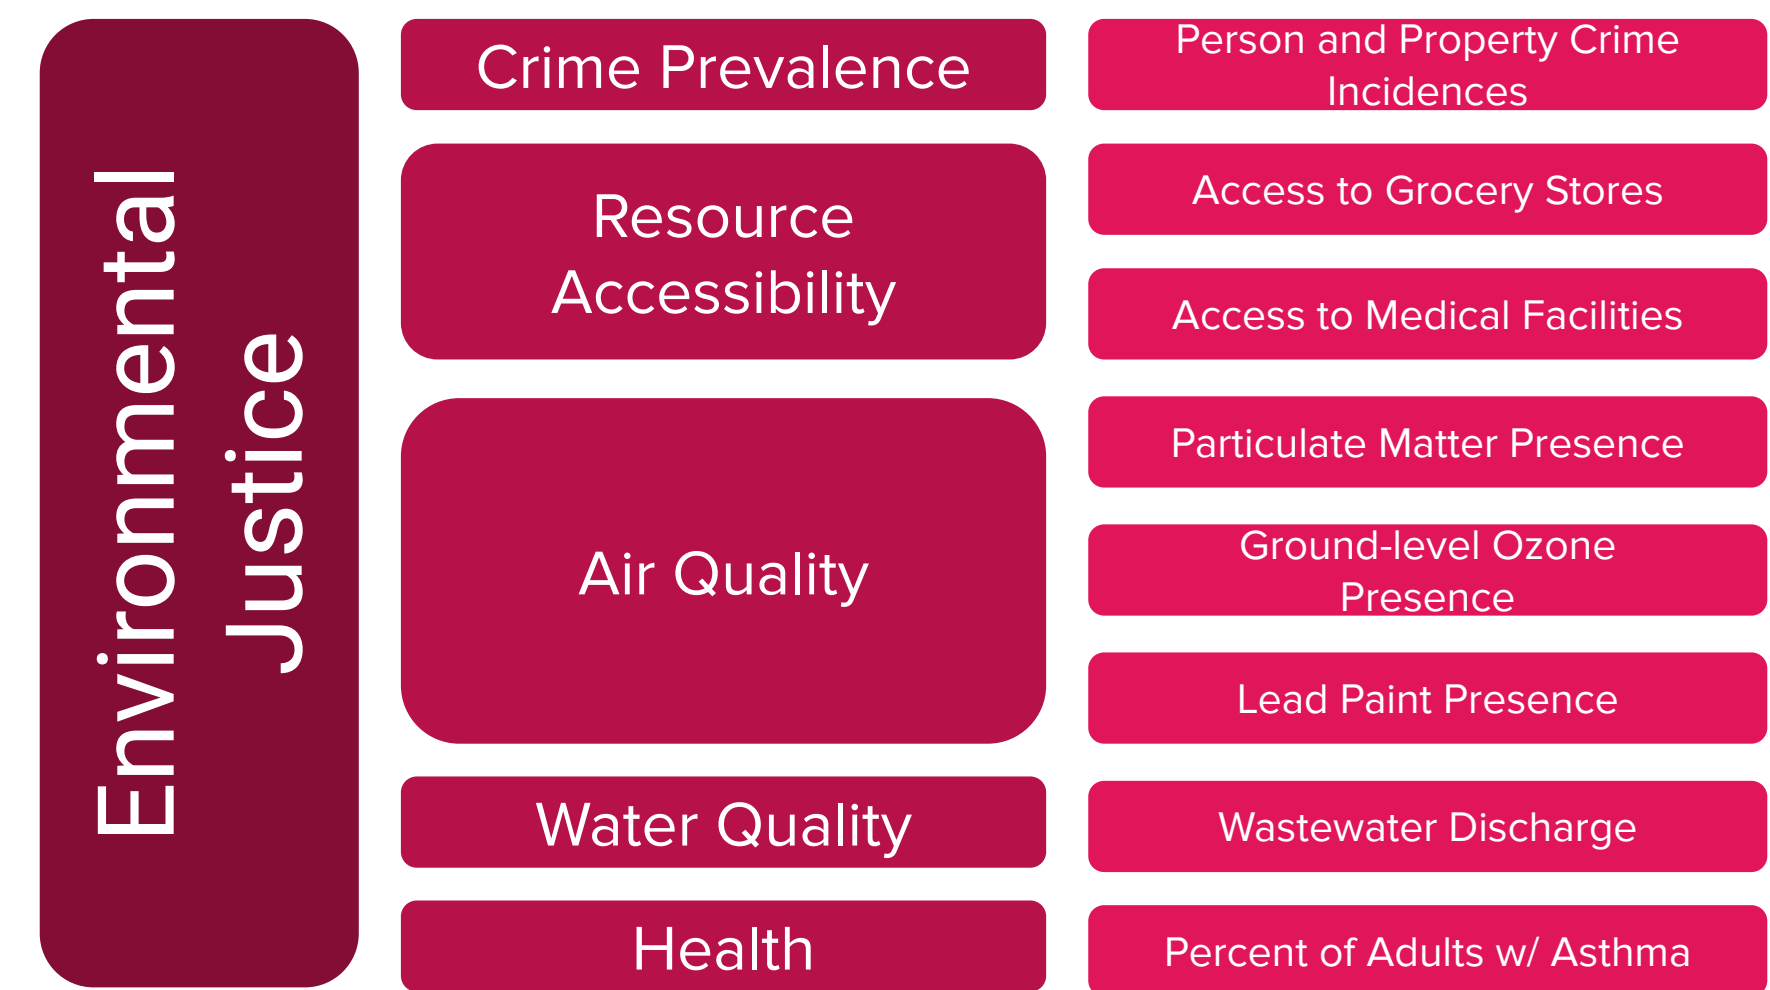 Environmental
Justice
Crime Prevalence
Person and Property Crime
Incidences
Resource
Accessibility
Access to Grocery Stores
Access to Medical Facilities
Air Quality
Particulate Matter Presence
Ground-level Ozone
Presence
Lead Paint Presence
Water Quality
Wastewater Discharge
Health
Percent of Adults w/ Asthma